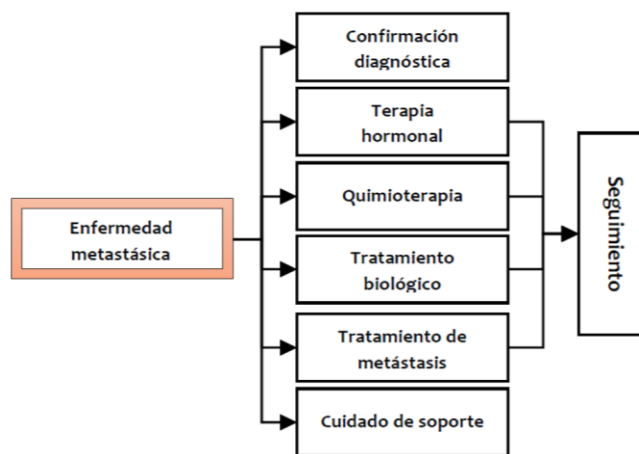 Confirmación
diagnóstica
Terapia
hormonal
Quimioterapia
Enfermedad
metastásica
Tratamiento
biológico
Tratamiento de
metástasis
Cuidado de soporte
Seguimiento